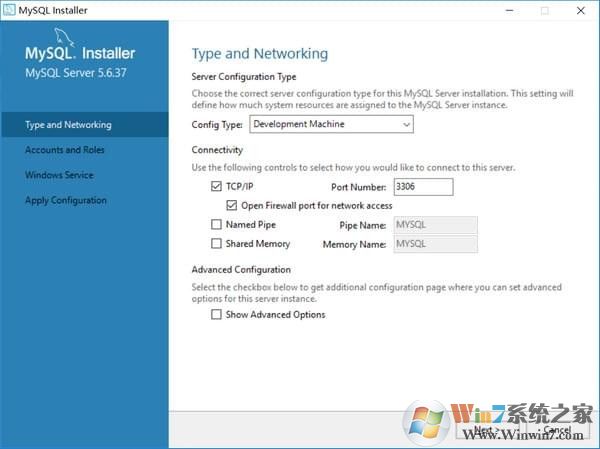 MySQL Installer
MySQL. Installer
MySQL Server 5.6.37
Type and Networking
Accounts and Roles
Windows Service
Apply Configuration
Type and Networking
Server Configuration Type
Choose the correct server configuration type for this MySQL Server installation. This setting will
define how much system resources are assigned to the MySQL Server instance.
Config Type: Development Machine
Connectivity
Use the following controls to select how you would like to connect to this server.
TCP/IP Port Number: 3306
Open Firewall port for network access
Named Pipe Pipe Name: MYSQL
Shared Memory Memory Name: MYSQL
Advanced Configuration
Select the checkbox below to get additional configuration page where you can set advanced
options for this server instance.
Show Advanced Options
Win7系统之家
Next > Cancel
Www.Winwin7.com